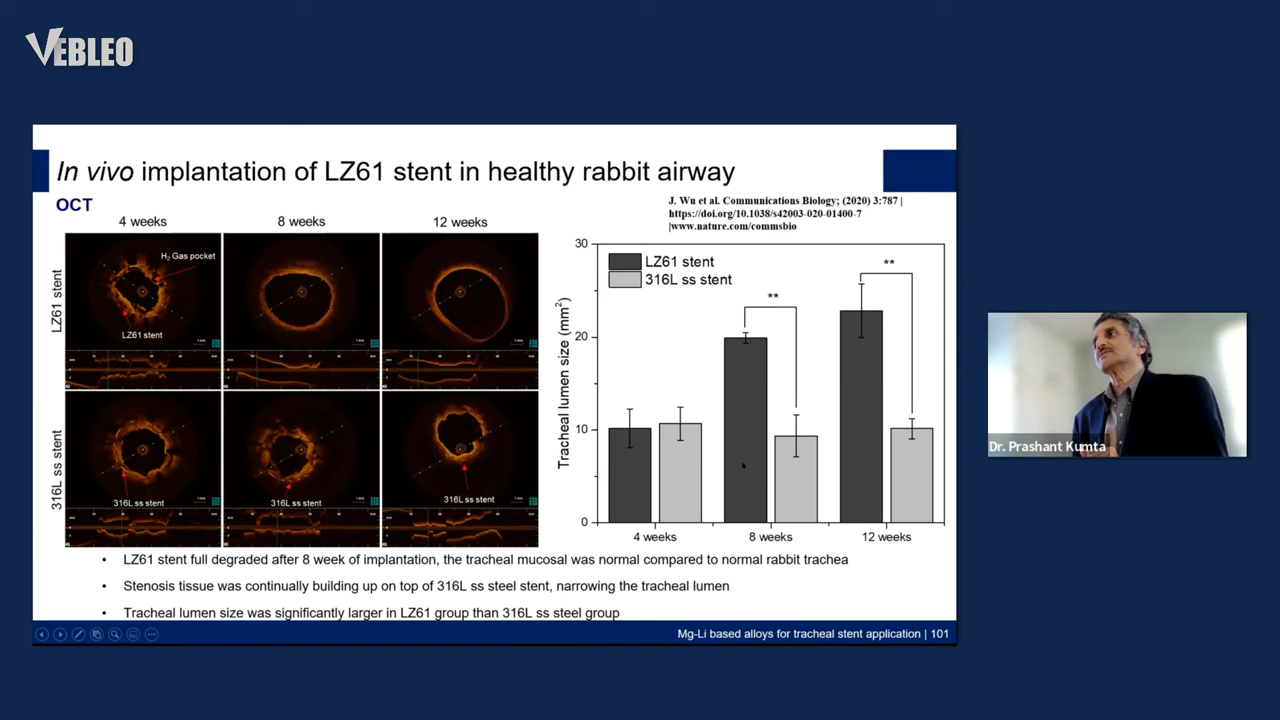 VEBLEO
In vivo implantation of LZ61 stent in healthy rabbit airway
OCT
4 weeks
8 weeks
12 weeks
LZ61 stent
H2 Gas pocket
LZ61 stent
316L ss stent
316L ss stent
316L ss stent
316L ss stent
J. Wu et al. Communications Biology; (2020) 3:787 |
https://doi.org/10.1038/s42003-020-01400-7
|www.nature.com/commsbio
Tracheal lumen size (mm2)
30
20
10
0
LZ61 stent
316L ss stent
**
**
4 weeks
8 weeks
12 weeks
• LZ61 stent full degraded after 8 week of implantation, the tracheal mucosal was normal compared to normal rabbit trachea
• Stenosis tissue was continually building up on top of 316L ss steel stent, narrowing the tracheal lumen
• Tracheal lumen size was significantly larger in LZ61 group than 316L ss steel group
Mg-Li based alloys for tracheal stent application | 101
Dr. Prashant Kumta